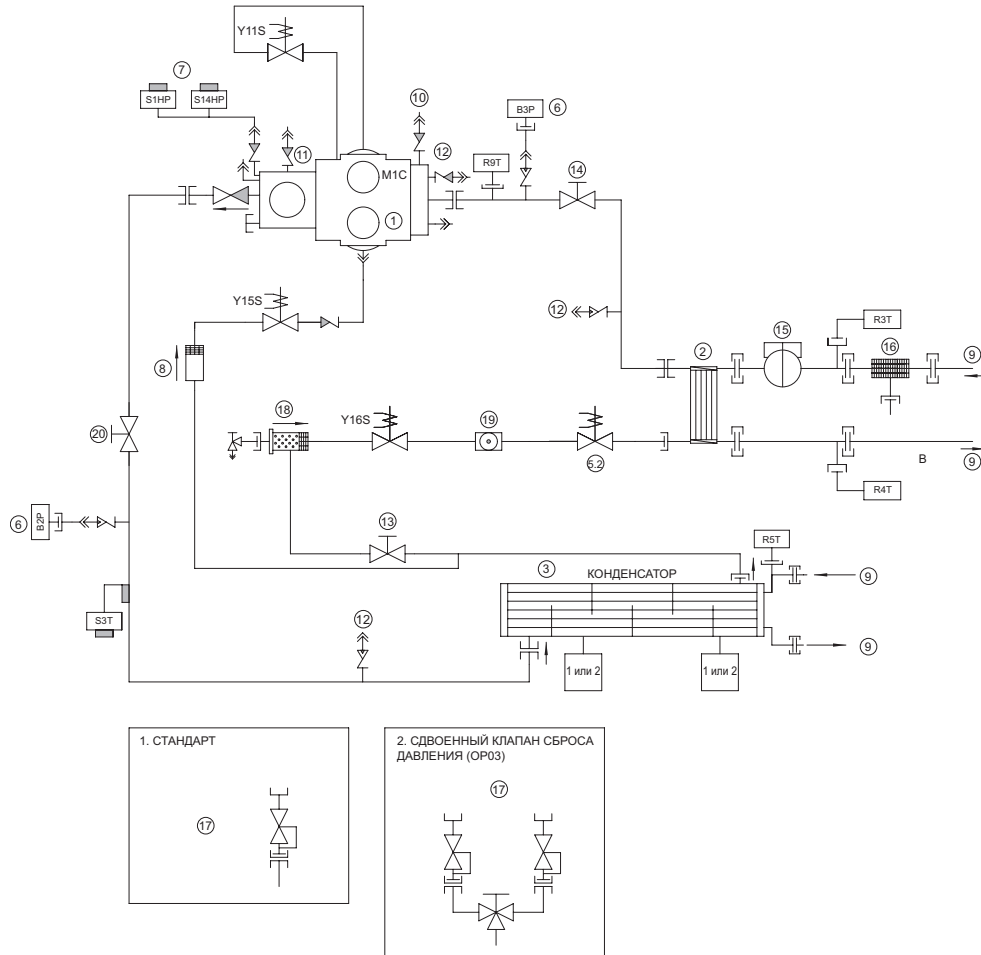 Y11S
7
S1HP
S14HP
10
B3P
6
11
12
R9T
14
M1C
1
Y15S
12
15
R3T
2
16
9
8
18
Y16S
19
20
5.2
B
9
R4T
6
B2P
13
R5T
3
КОНДЕНСАТОР
9
S3T
12
9
1 или 2
1 или 2
1. СТАНДАРТ
17
2. СДВОЕННЫЙ КЛАПАН СБРОСА
ДАВЛЕНИЯ (OP03)
17